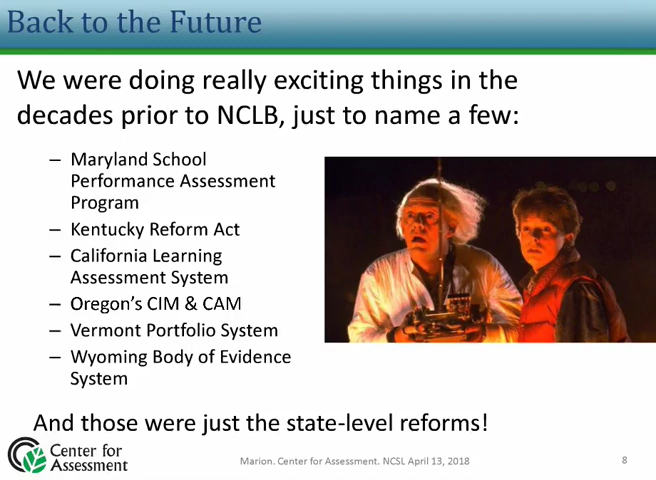 Back to the Future
We were doing really exciting things in the
decades prior to NCLB, just to name a few:
– Maryland School
Performance Assessment
Program
– Kentucky Reform Act
– California Learning
Assessment System
– Oregon's CIM & CAM
– Vermont Portfolio System
– Wyoming Body of Evidence
System
And those were just the state-level reforms!
Center for
Assessment
Marion. Center for Assessment. NCSL April 13, 2018
8